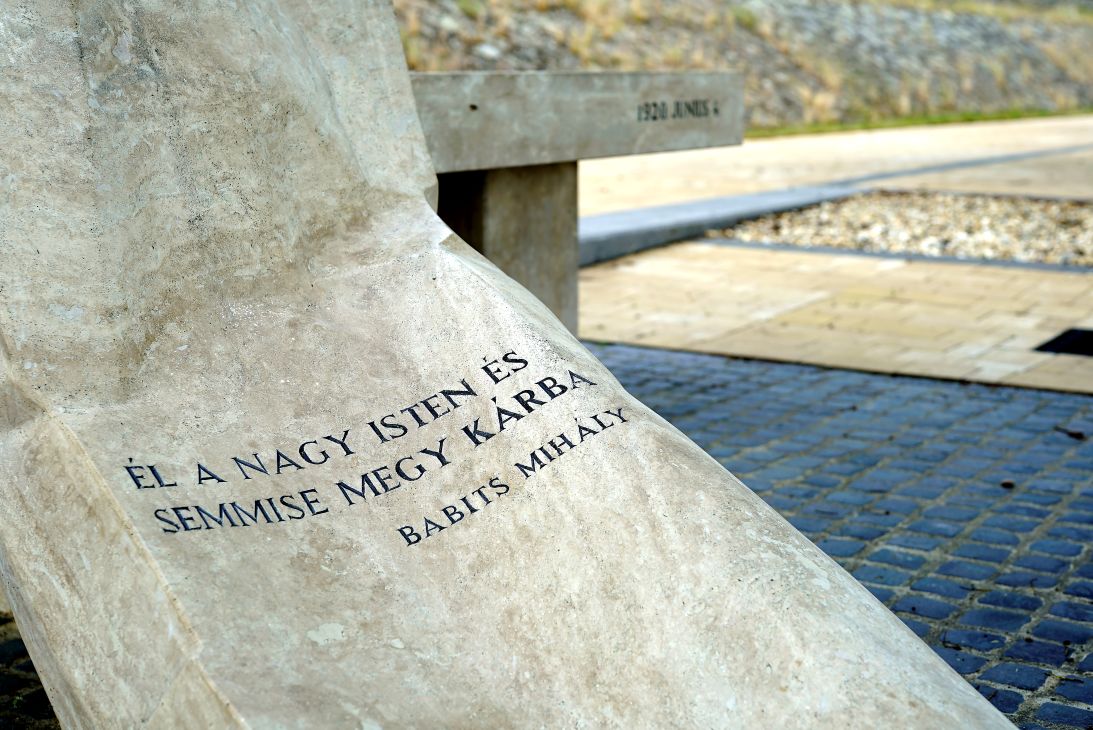 1920 JÚNIUS 4
ÉL A NAGY ISTEN ÉS
SEMMISE MEGY KÁRBA
BABITS MIHÁLY